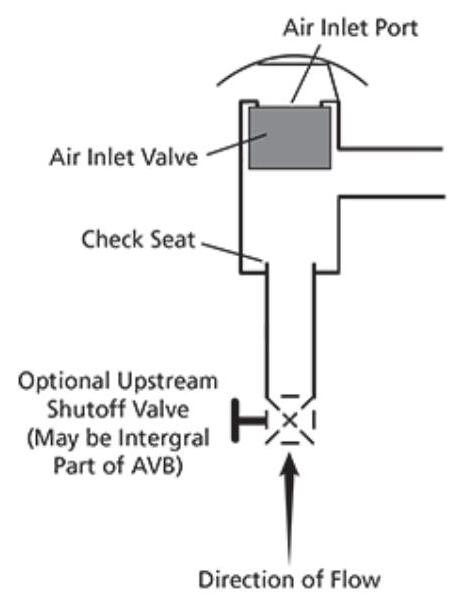 Air Inlet Port
Air Inlet Valve
Check Seat
Optional Upstream
Shutoff Valve
(May be Intergral
Part of AVB)
Direction of Flow